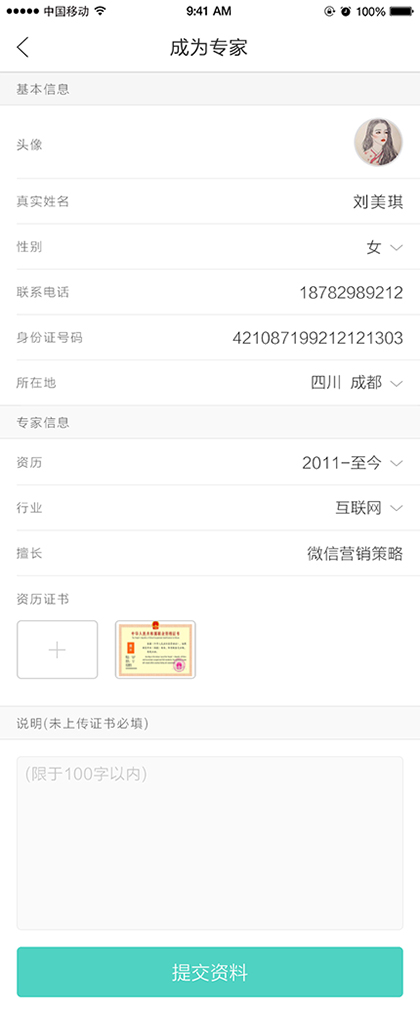 中国移动 9:41 AM 100%
成为专家
基本信息
头像
真实姓名 刘美琪
性别 女
联系电话 18782989212
身份证号码 421087199212121303
所在地 四川 成都
专家信息
资历 2011-至今
行业 互联网
擅长 微信营销策略
资历证书
说明(未上传证书必填)
(限于100字以内)
提交资料